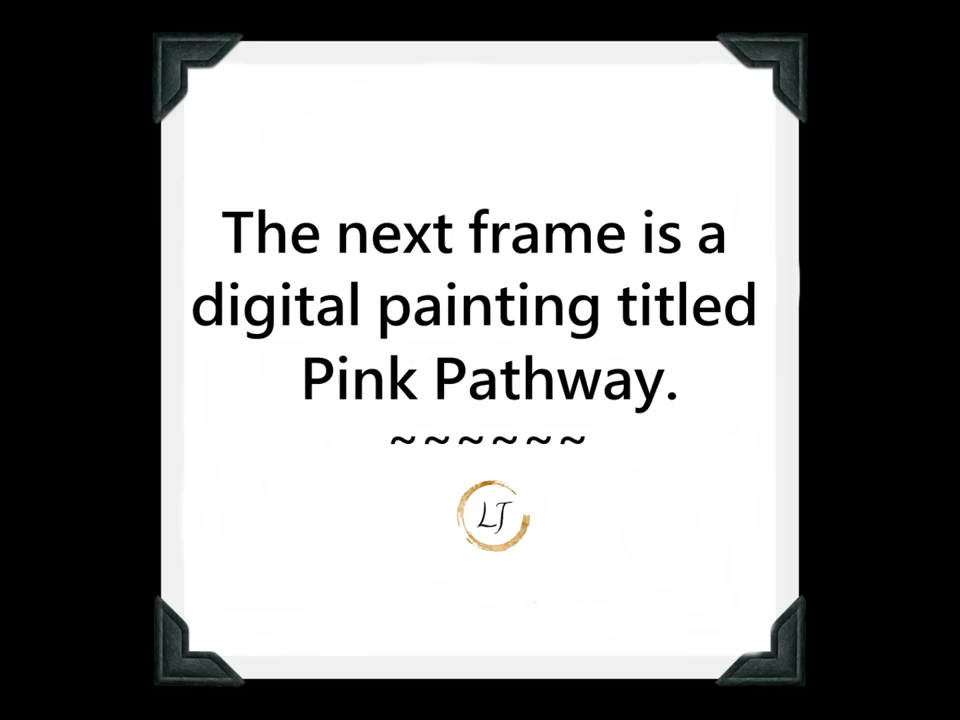 The next frame is a
digital painting titled
Pink Pathway.
~~~~~~
LJ